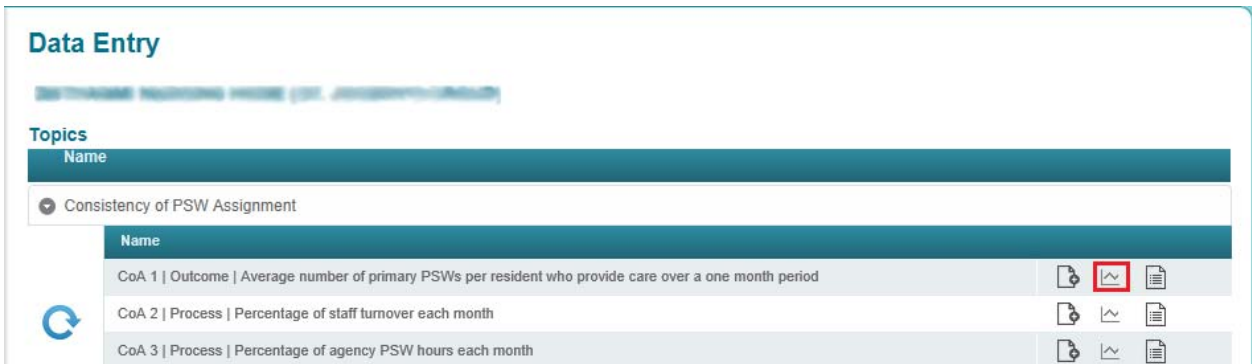 Data Entry
Topics
Name
Consistency of PSW Assignment
Name
CoA 1 | Outcome | Average number of primary PSWs per resident who provide care over a one month period
CoA 2 | Process | Percentage of staff turnover each month
CoA 3 | Process | Percentage of agency PSW hours each month